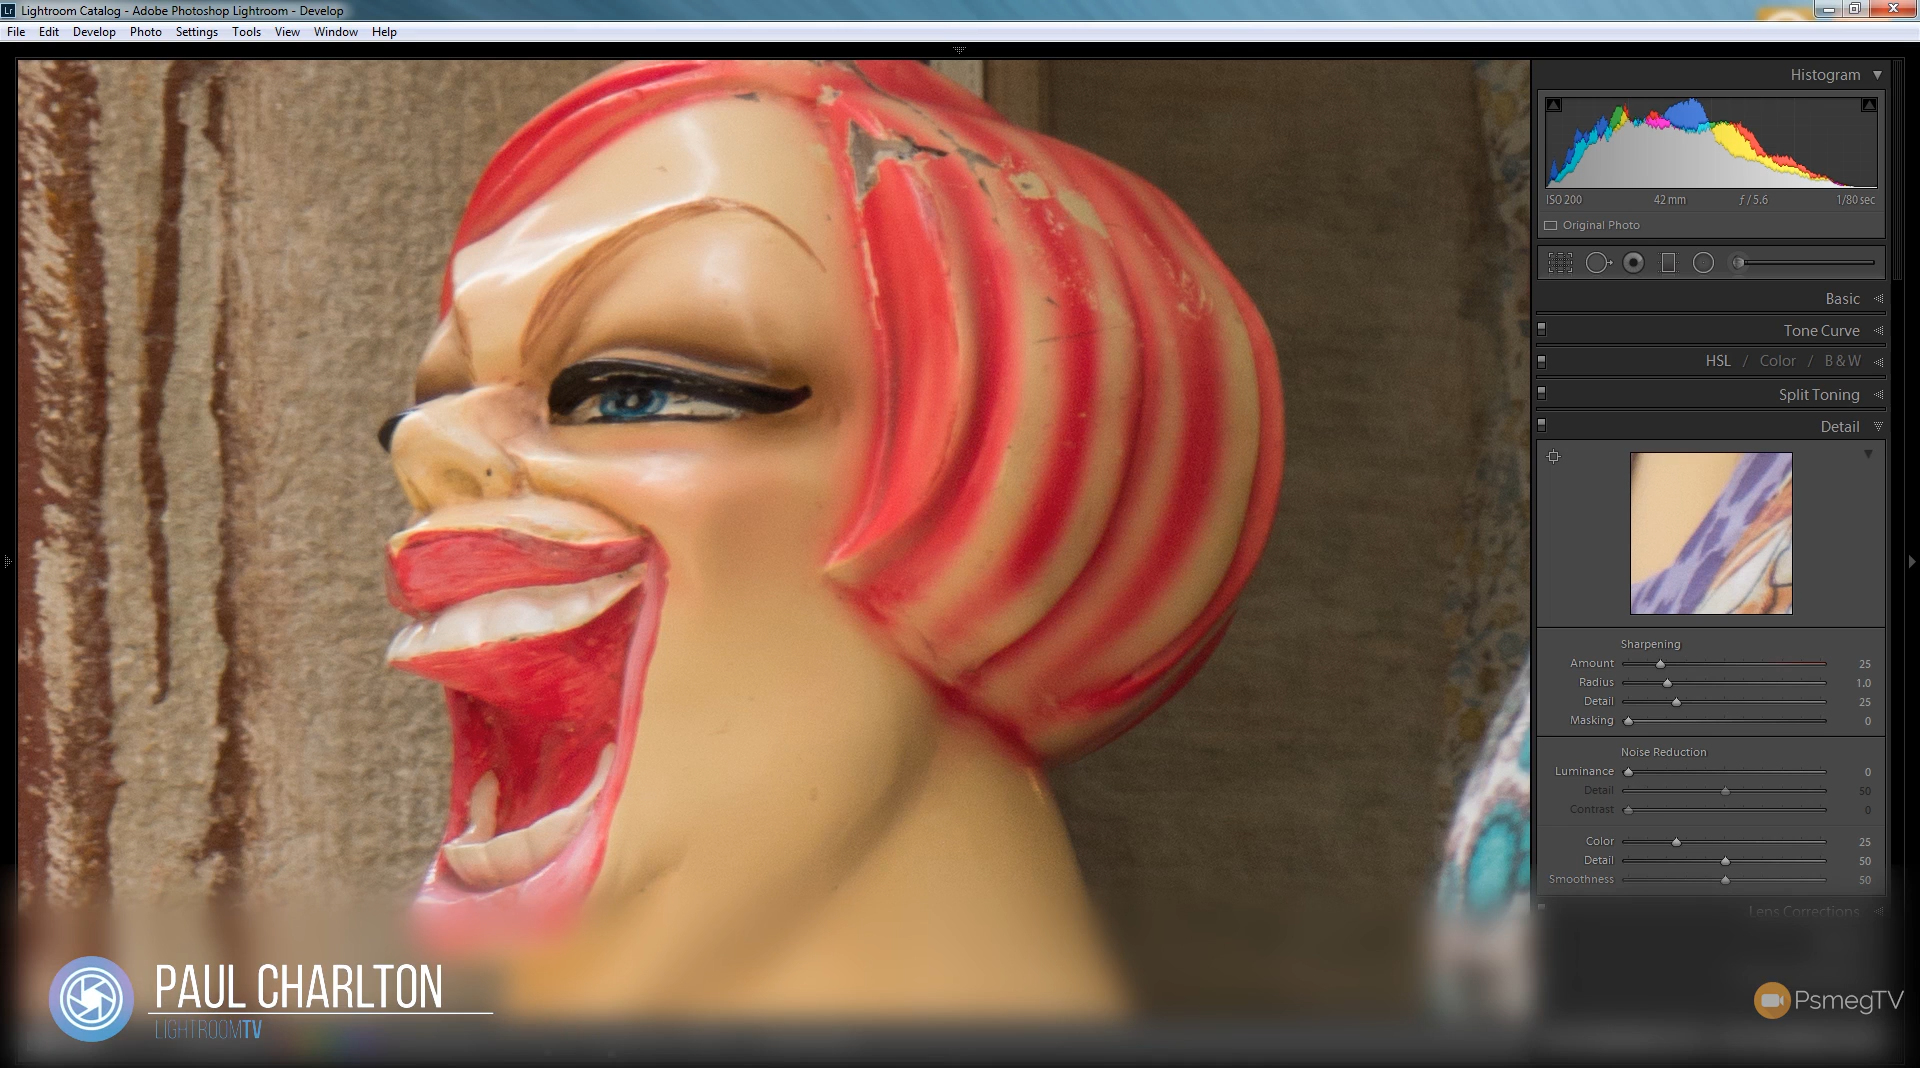 Lr Lightroom Catalog - Adobe Photoshop Lightroom - Develop
File Edit Develop Photo Settings Tools View Window Help
Histogram
ISO 200 42 mm ƒ / 5.6 1/80 sec
Original Photo
Basic
Tone Curve
HSL / Color / B & W
Split Toning
Detail
Sharpening
Amount 25
Radius 1.0
Detail 25
Masking 0
Noise Reduction
Luminance 0
Detail 50
Contrast 0
Color 25
Detail 50
Smoothness 50
Lens Corrections
PAUL CHARLTON
LIGHTROOMTV
PsmegTV